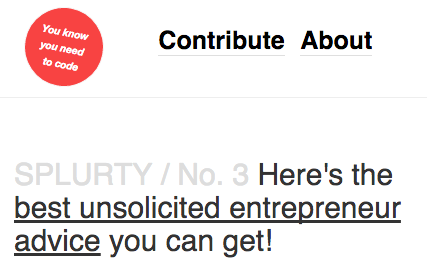 You know
you need
to code
Contribute About
SPLURTY / No. 3 Here's the
best unsolicited entrepreneur
advice you can get!